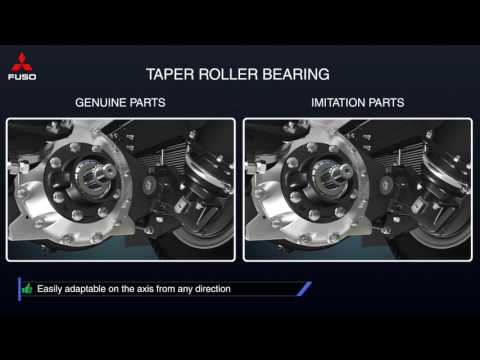 FUSO
TAPER ROLLER BEARING
GENUINE PARTS
IMITATION PARTS
Easily adaptable on the axis from any direction